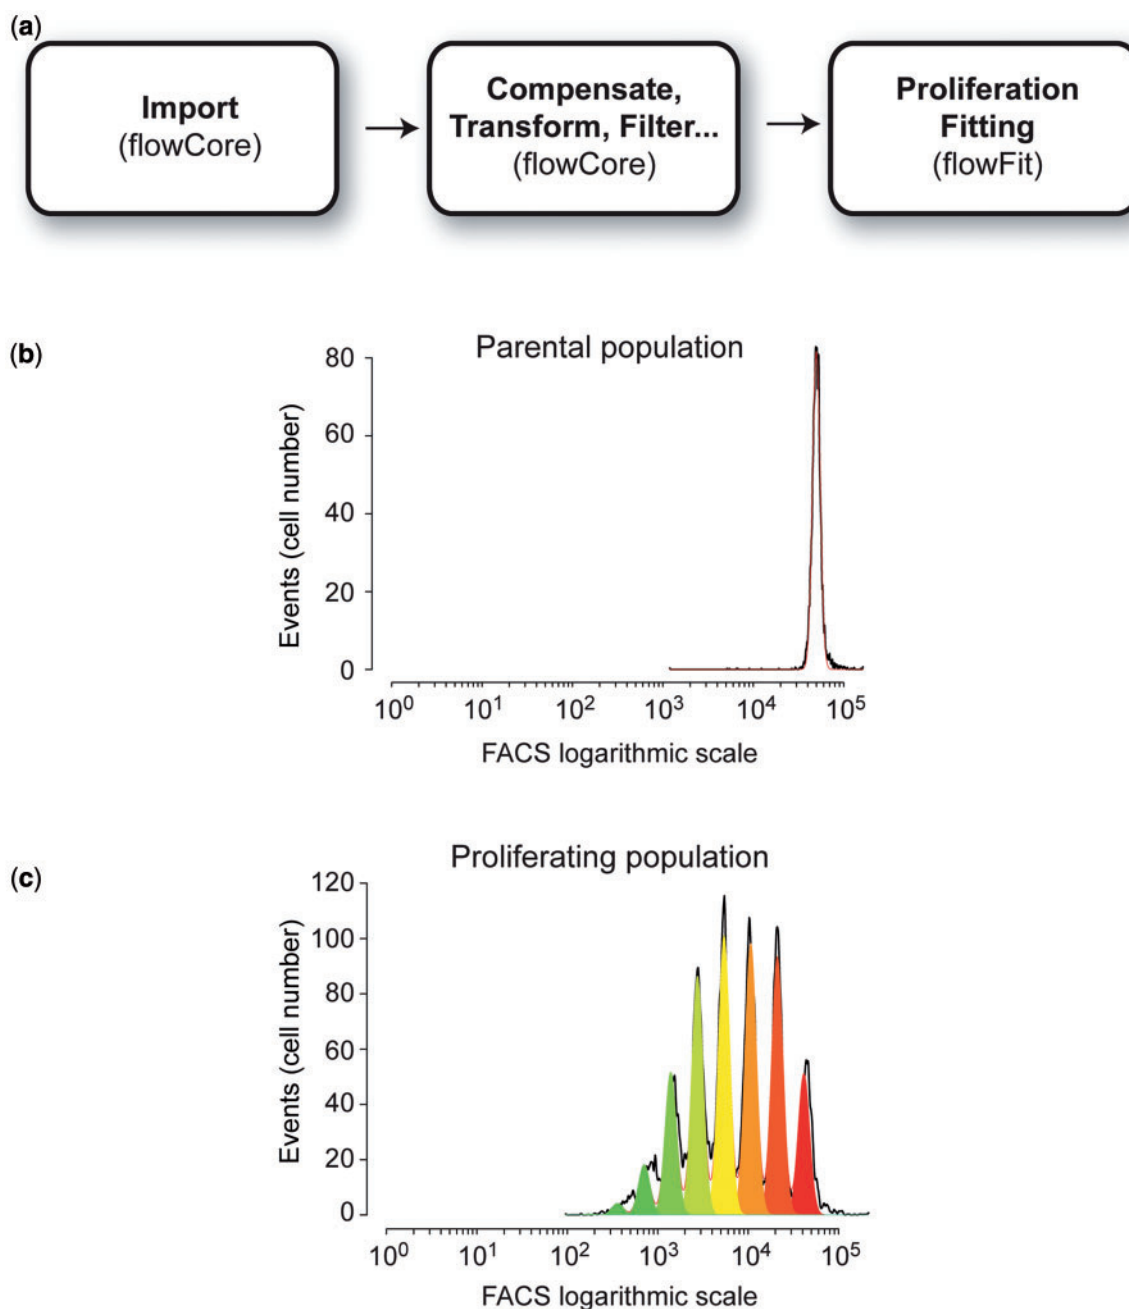 (a)
Import
(flowCore)
Compensate,
Transform, Filter...
(flowCore)
Proliferation
Fitting
(flowFit)
(b)
Parental population
Events (cell number)
80
60
40
20
0
10^0 10^1 10^2 10^3 10^4 10^5
FACS logarithmic scale
(c)
Proliferating population
Events (cell number)
120
100
80
60
40
20
0
10^0 10^1 10^2 10^3 10^4 10^5
FACS logarithmic scale